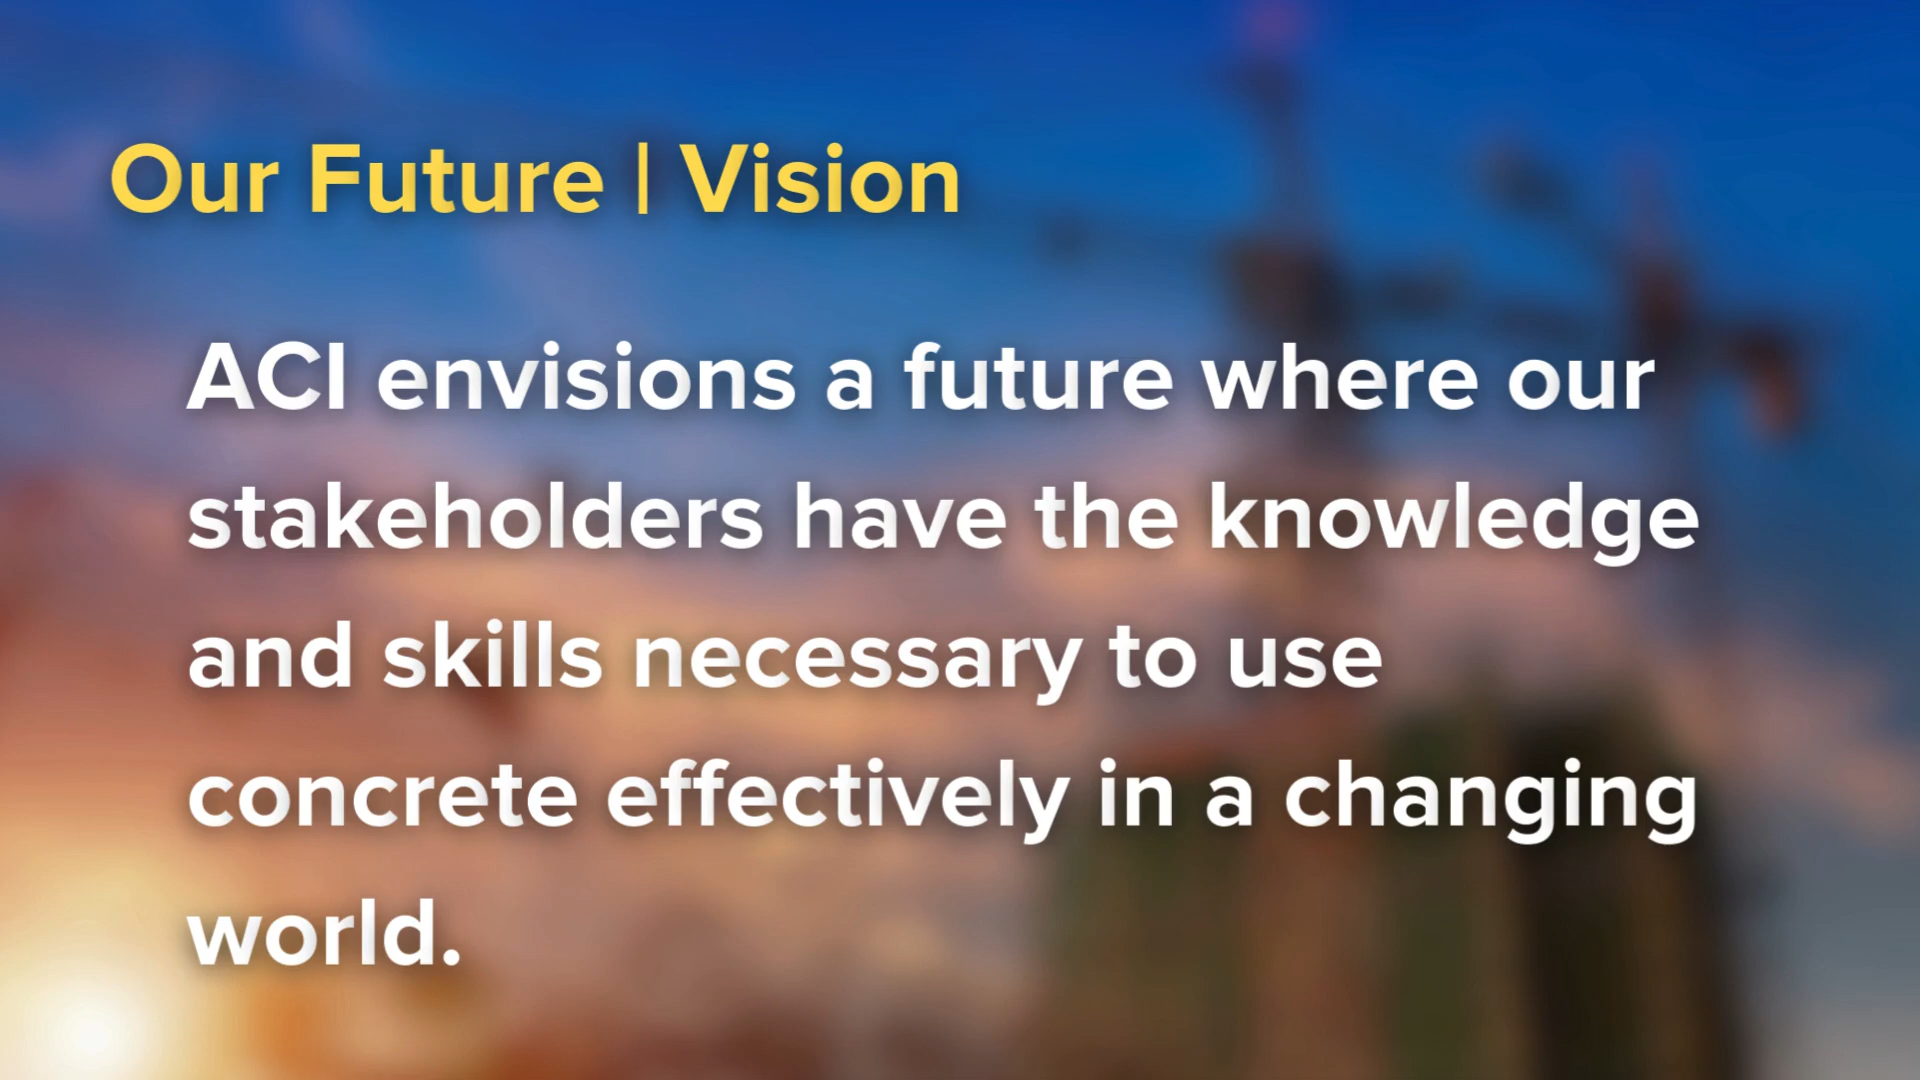 Our Future | Vision
ACI envisions a future where our
stakeholders have the knowledge
and skills necessary to use
concrete effectively in a changing
world.